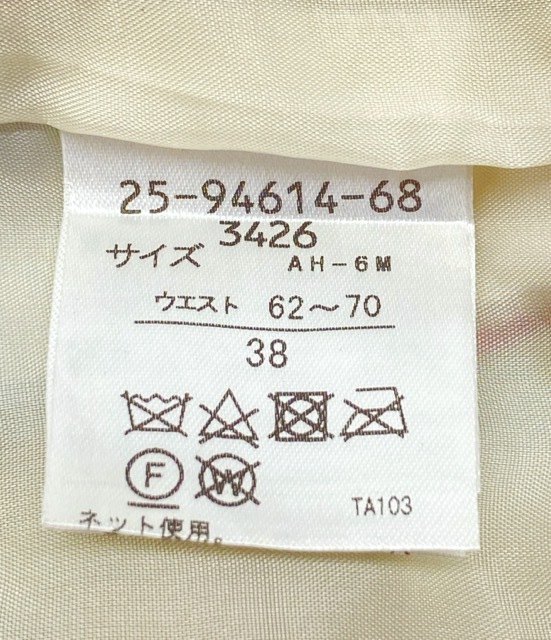 25-94614-68
3426
サイズ AH-6M
ウエスト 62～70
38
F W
TA103
ネット使用。